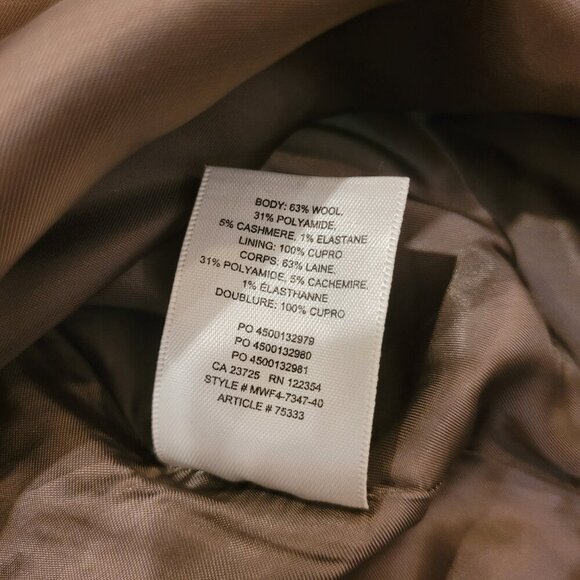 BODY: 63% WOOL,
31% POLYAMIDE,
5% CASHMERE, 1% ELASTANE
LINING: 100% CUPRO
CORPS: 63% LAINE,
31% POLYAMIDE, 5% CACHEMIRE,
1% ÉLASTHANNE
DOUBLURE: 100% CUPRO
PO 4500132979
PO 4500132980
PO 4500132981
CA 23725 RN 122354
STYLE # MWF4-7347-40
ARTICLE # 75333